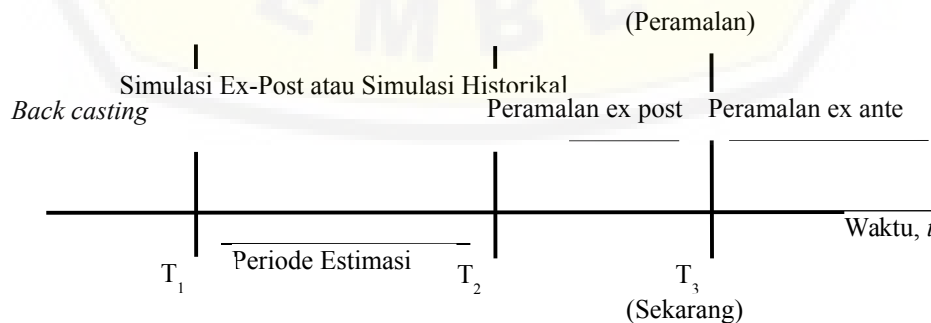 (Peramalan)
Simulasi Ex-Post atau Simulasi Historikal
Back casting Peramalan ex post Peramalan ex ante
Waktu, t
Periode Estimasi
T1 T2 T3
(Sekarang)